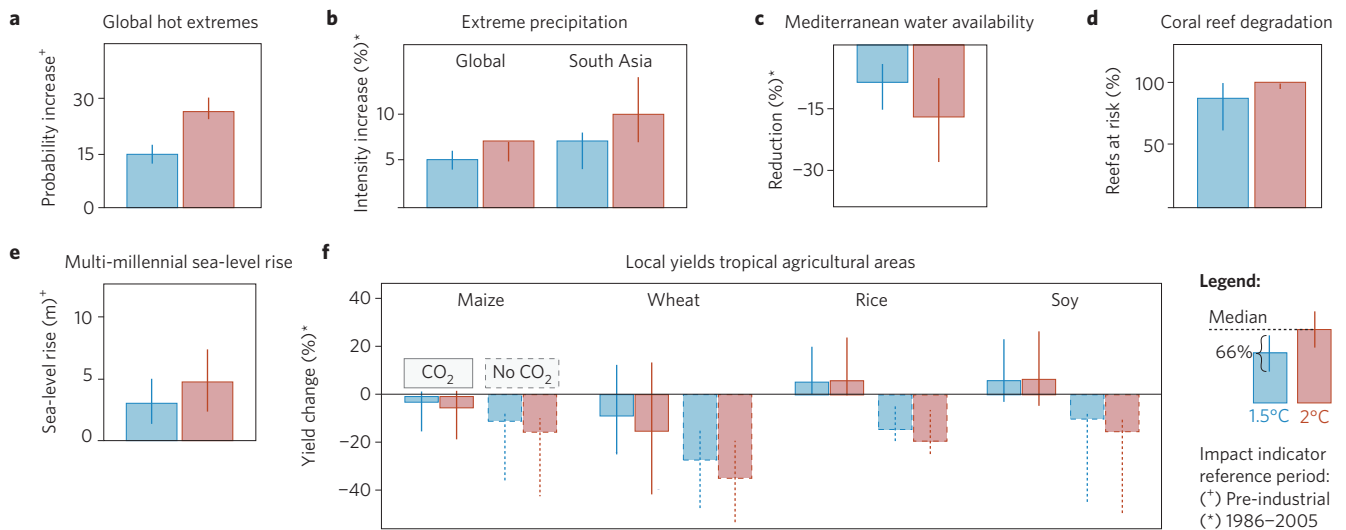 a Global hot extremes
Probability increase⁺
30
15
0
b Extreme precipitation
Intensity increase (%)*
Global South Asia
10
5
c Mediterranean water availability
Reduction (%)*
−15
−30
d Coral reef degradation
Reefs at risk (%)
100
50
e Multi-millennial sea-level rise
Sea-level rise (m)⁺
10
5
0
f Local yields tropical agricultural areas
Yield change (%)*
40
20
0
−20
−40
Maize Wheat Rice Soy
CO₂ No CO₂
Legend:
Median
66%
1.5°C 2°C
Impact indicator
reference period:
(⁺) Pre-industrial
(*) 1986–2005